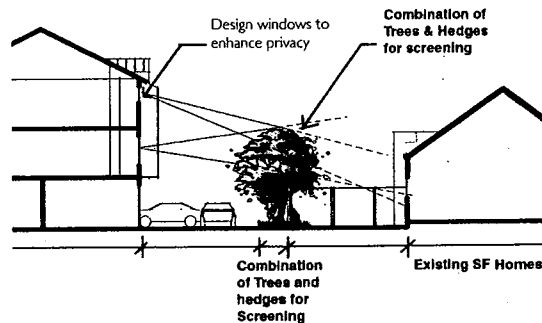 Design windows to
enhance privacy
Combination of
Trees & Hedges
for screening
Combination
of Trees and
hedges for
Screening
Existing SF Homes